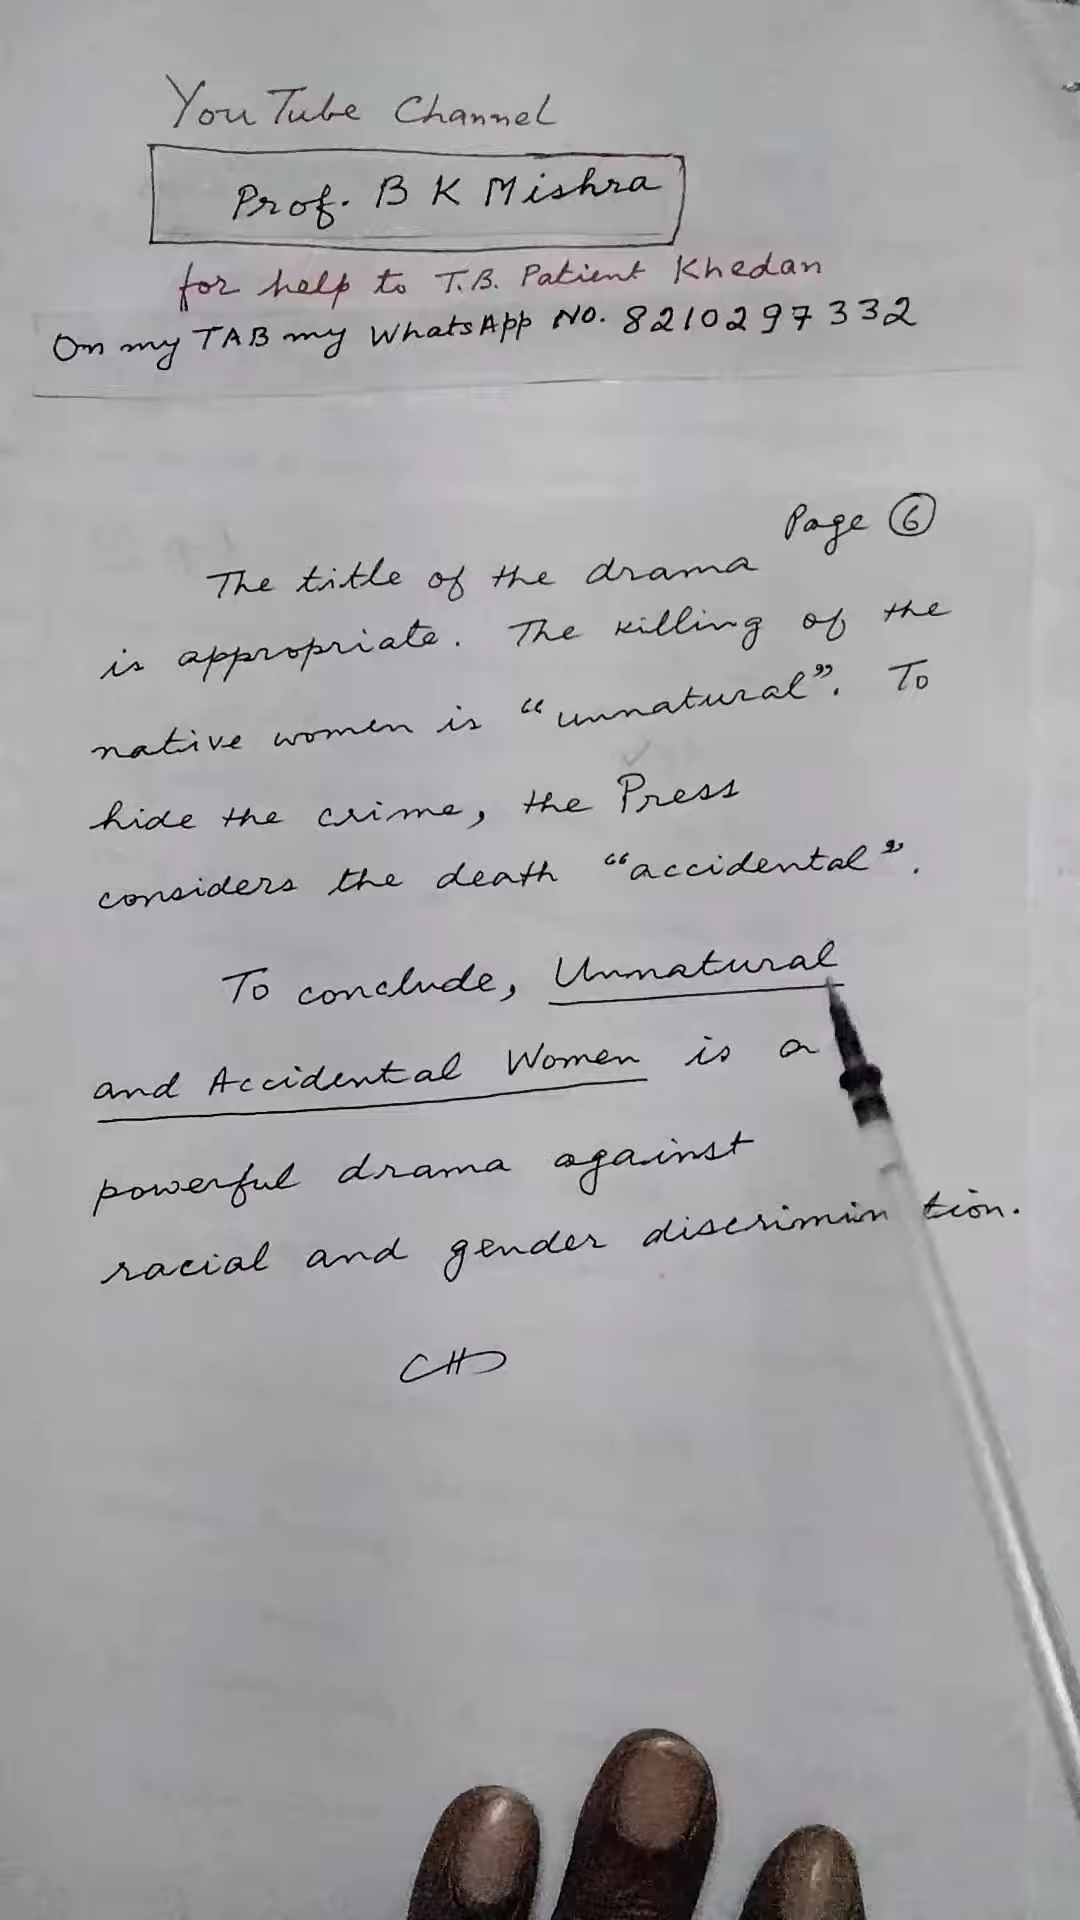 YouTube Channel
Prof. B K Mishra
for help to T.B. Patient Khedan
On my TAB my WhatsApp NO. 8210297332
Page 6
The title of the drama
is appropriate. The killing of the
native women is "unnatural". To
hide the crime, the Press
considers the death "accidental".
To conclude, Unnatural
and Accidental Women is a
powerful drama against
racial and gender discrimin tion.